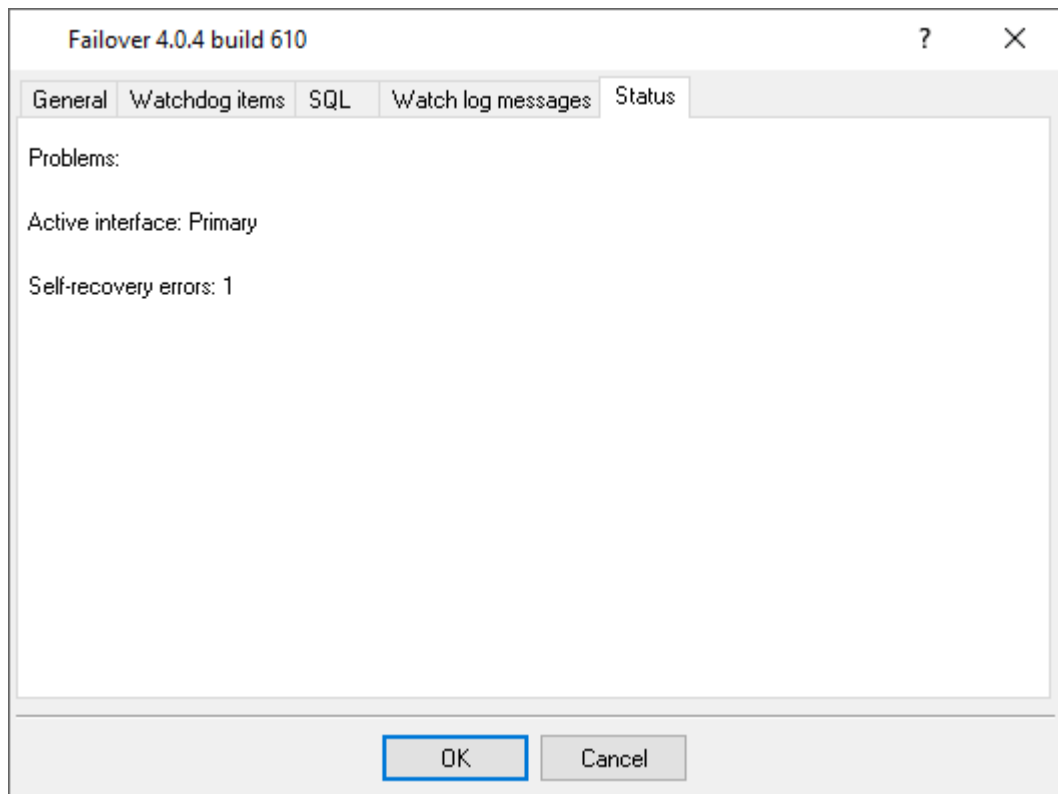 Failover 4.0.4 build 610 ?
General Watchdog items SQL Watch log messages Status
Problems:
Active interface: Primary
Self-recovery errors: 1
OK Cancel